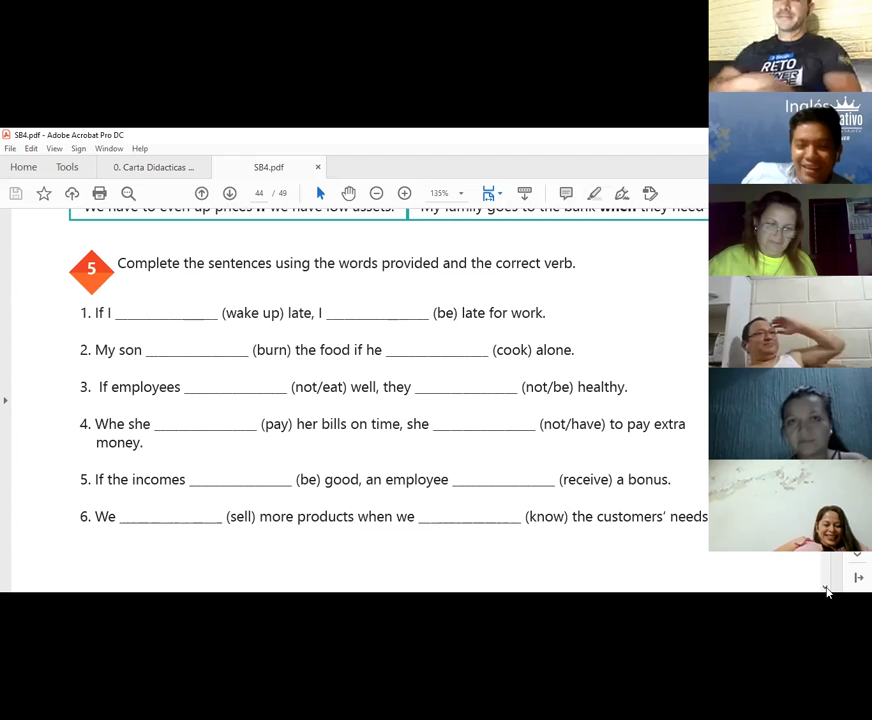 SB4.pdf - Adobe Acrobat Pro DC
File Edit View Sign Window Help
Home Tools 0. Carta Didacticas ... SB4.pdf ×
44 / 49 135%
We have to even up prices if we have low assets. My family goes to the bank when they need
5 Complete the sentences using the words provided and the correct verb.
1. If I ______________ (wake up) late, I ______________ (be) late for work.
2. My son ______________ (burn) the food if he ______________ (cook) alone.
3. If employees ______________ (not/eat) well, they ______________ (not/be) healthy.
4. Whe she ______________ (pay) her bills on time, she ______________ (not/have) to pay extra
money.
5. If the incomes ______________ (be) good, an employee ______________ (receive) a bonus.
6. We ______________ (sell) more products when we ______________ (know) the customers‘ needs
RETO
Inglés
ativo